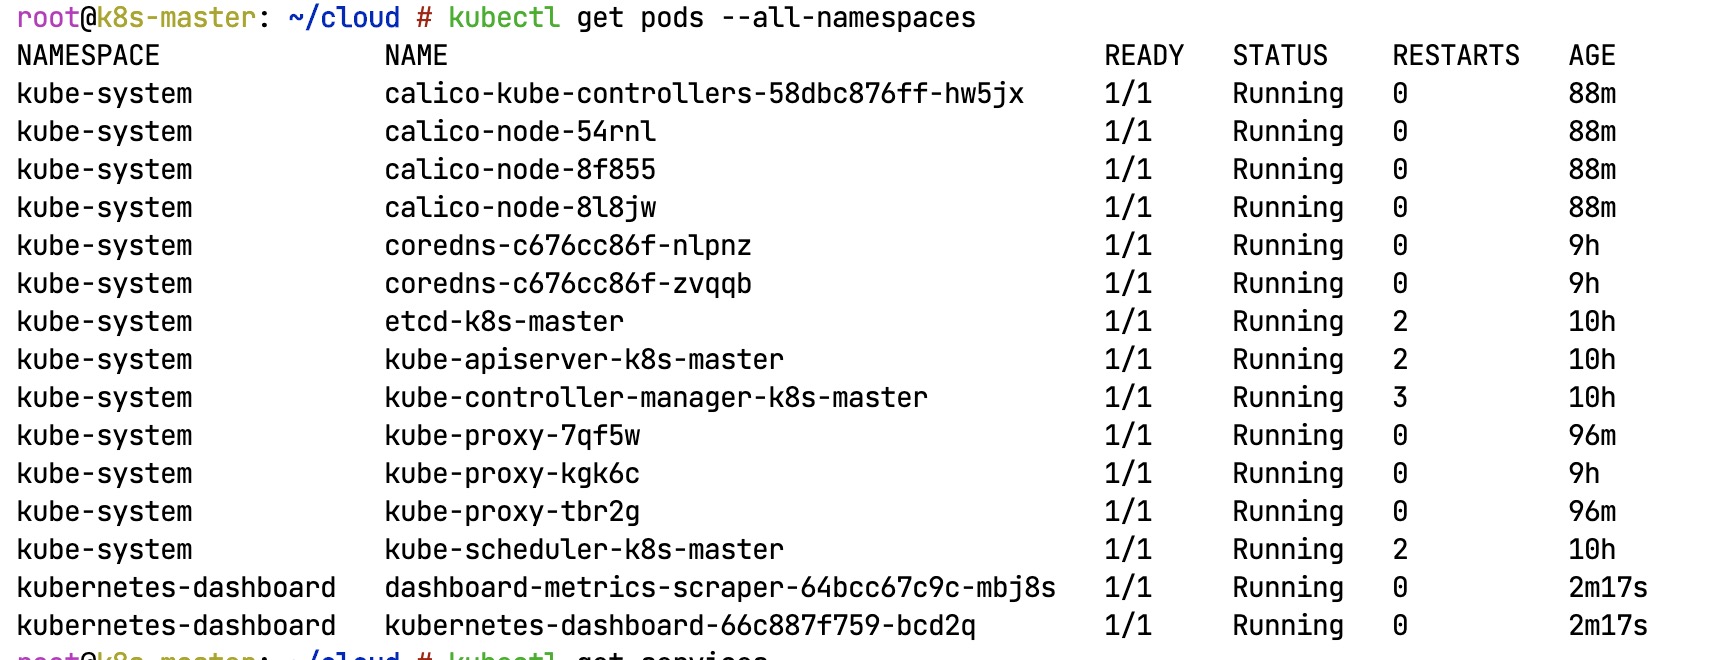 root@k8s-master: ~/cloud # kubectl get pods --all-namespaces
NAMESPACE NAME READY STATUS RESTARTS AGE
kube-system calico-kube-controllers-58dbc876ff-hw5jx 1/1 Running 0 88m
kube-system calico-node-54rnl 1/1 Running 0 88m
kube-system calico-node-8f855 1/1 Running 0 88m
kube-system calico-node-8l8jw 1/1 Running 0 88m
kube-system coredns-c676cc86f-nlpnz 1/1 Running 0 9h
kube-system coredns-c676cc86f-zvqqb 1/1 Running 0 9h
kube-system etcd-k8s-master 1/1 Running 2 10h
kube-system kube-apiserver-k8s-master 1/1 Running 2 10h
kube-system kube-controller-manager-k8s-master 1/1 Running 3 10h
kube-system kube-proxy-7qf5w 1/1 Running 0 96m
kube-system kube-proxy-kgk6c 1/1 Running 0 9h
kube-system kube-proxy-tbr2g 1/1 Running 0 96m
kube-system kube-scheduler-k8s-master 1/1 Running 2 10h
kubernetes-dashboard dashboard-metrics-scraper-64bcc67c9c-mbj8s 1/1 Running 0 2m17s
kubernetes-dashboard kubernetes-dashboard-66c887f759-bcd2q 1/1 Running 0 2m17s
root@k8s-master: ~/cloud # kubectl get services